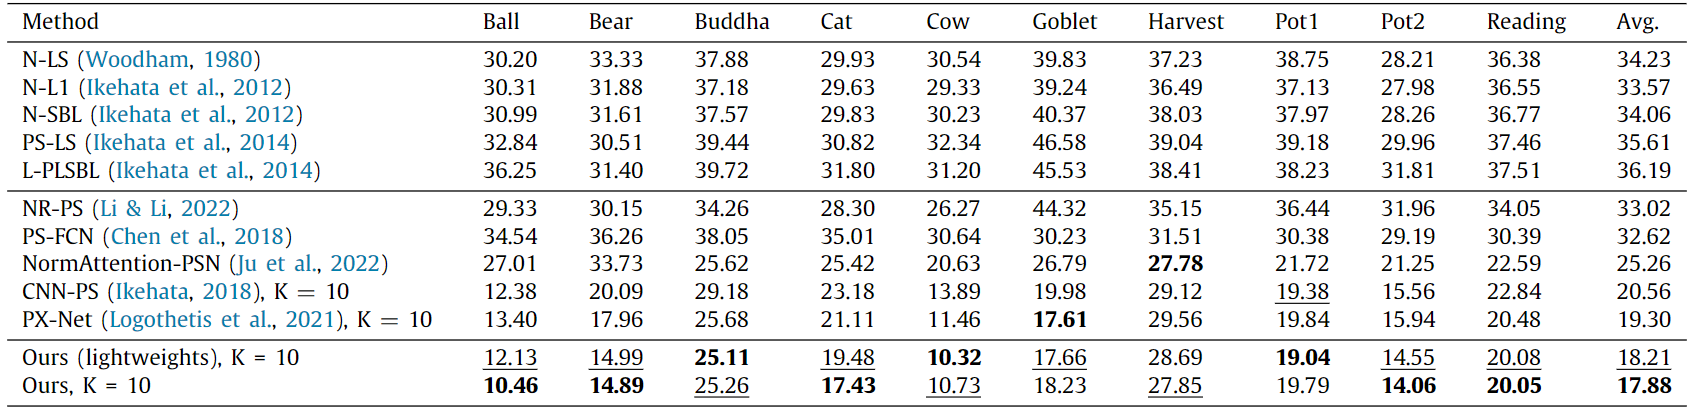 Method Ball Bear Buddha Cat Cow Goblet Harvest Pot1 Pot2 Reading Avg.
N-LS (Woodham, 1980) 30.20 33.33 37.88 29.93 30.54 39.83 37.23 38.75 28.21 36.38 34.23
N-L1 (Ikehata et al., 2012) 30.31 31.88 37.18 29.63 29.33 39.24 36.49 37.13 27.98 36.55 33.57
N-SBL (Ikehata et al., 2012) 30.99 31.61 37.57 29.83 30.23 40.37 38.03 37.97 28.26 36.77 34.06
PS-LS (Ikehata et al., 2014) 32.84 30.51 39.44 30.82 32.34 46.58 39.04 39.18 29.96 37.46 35.61
L-PLSBL (Ikehata et al., 2014) 36.25 31.40 39.72 31.80 31.20 45.53 38.41 38.23 31.81 37.51 36.19
NR-PS (Li & Li, 2022) 29.33 30.15 34.26 28.30 26.27 44.32 35.15 36.44 31.96 34.05 33.02
PS-FCN (Chen et al., 2018) 34.54 36.26 38.05 35.01 30.64 30.23 31.51 30.38 29.19 30.39 32.62
NormAttention-PSN (Ju et al., 2022) 27.01 33.73 25.62 25.42 20.63 26.79 27.78 21.72 21.25 22.59 25.26
CNN-PS (Ikehata, 2018), K = 10 12.38 20.09 29.18 23.18 13.89 19.98 29.12 19.38 15.56 22.84 20.56
PX-Net (Logothetis et al., 2021), K = 10 13.40 17.96 25.68 21.11 11.46 17.61 29.56 19.84 15.94 20.48 19.30
Ours (lightweights), K = 10 12.13 14.99 25.11 19.48 10.32 17.66 28.69 19.04 14.55 20.08 18.21
Ours, K = 10 10.46 14.89 25.26 17.43 10.73 18.23 27.85 19.79 14.06 20.05 17.88